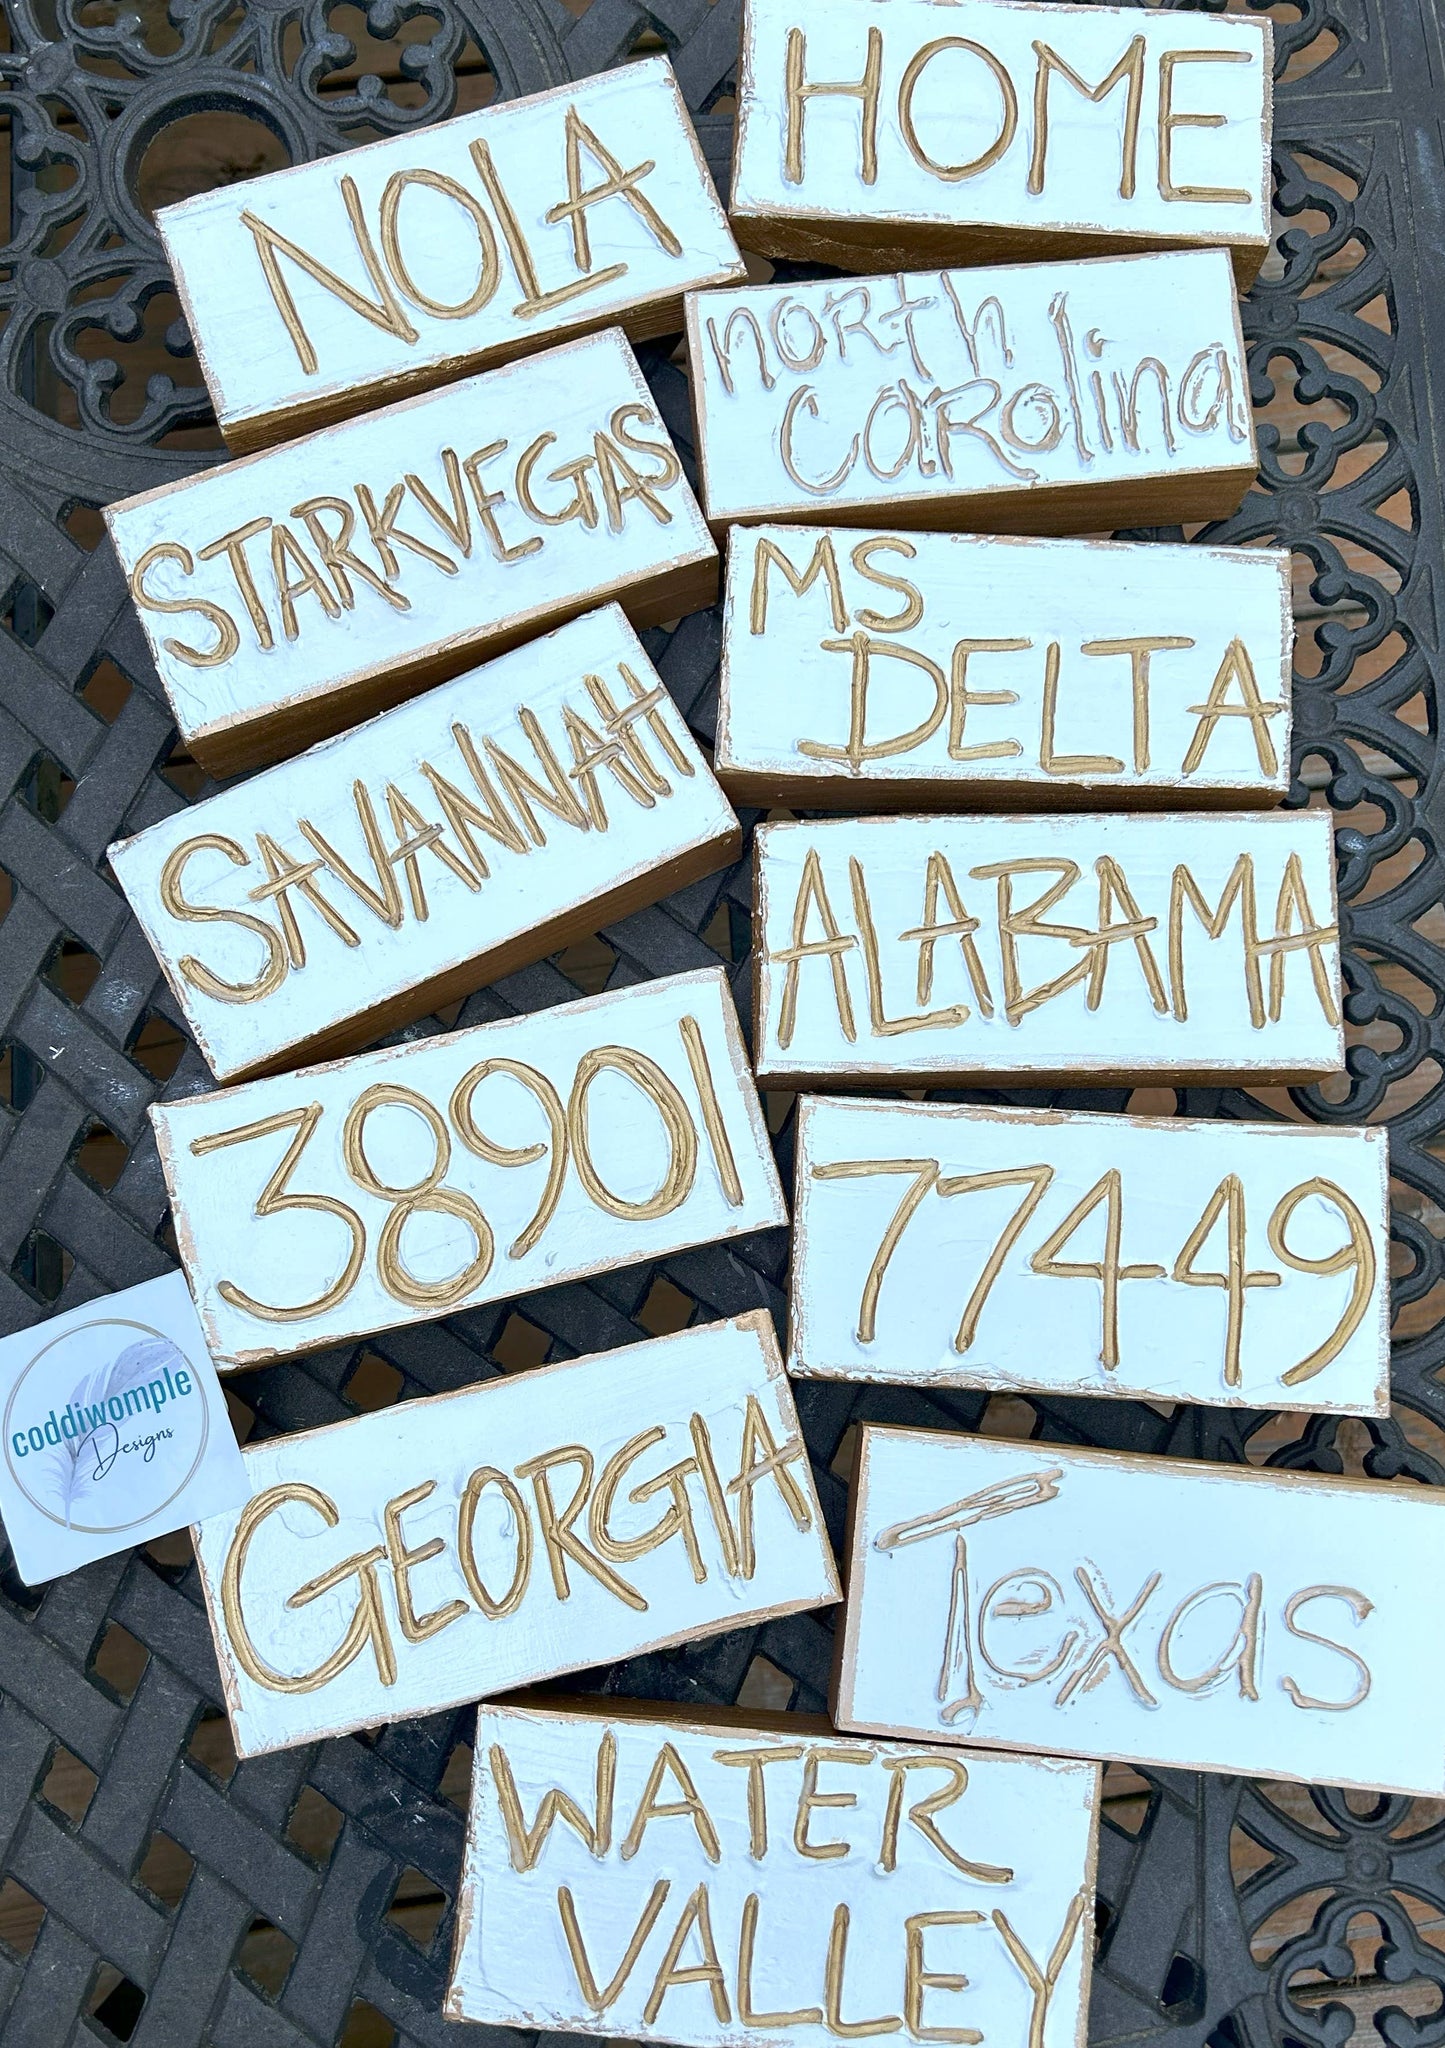 HOME
NOLA
north
carolina
STARKVEGAS
MS
DELTA
SAVANNAH
ALABAMA
38901
77449
coddiwomple
Designs
GEORGIA
Texas
WATER
VALLEY